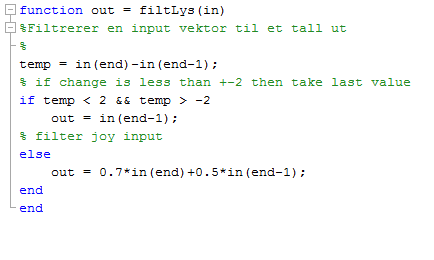 function out = filtLys(in)
%Filtrerer en input vektor til et tall ut
%
temp = in(end)-in(end-1);
% if change is less than +-2 then take last value
if temp < 2 && temp > -2
    out = in(end-1);
% filter joy input
else
    out = 0.7*in(end)+0.5*in(end-1);
end
end